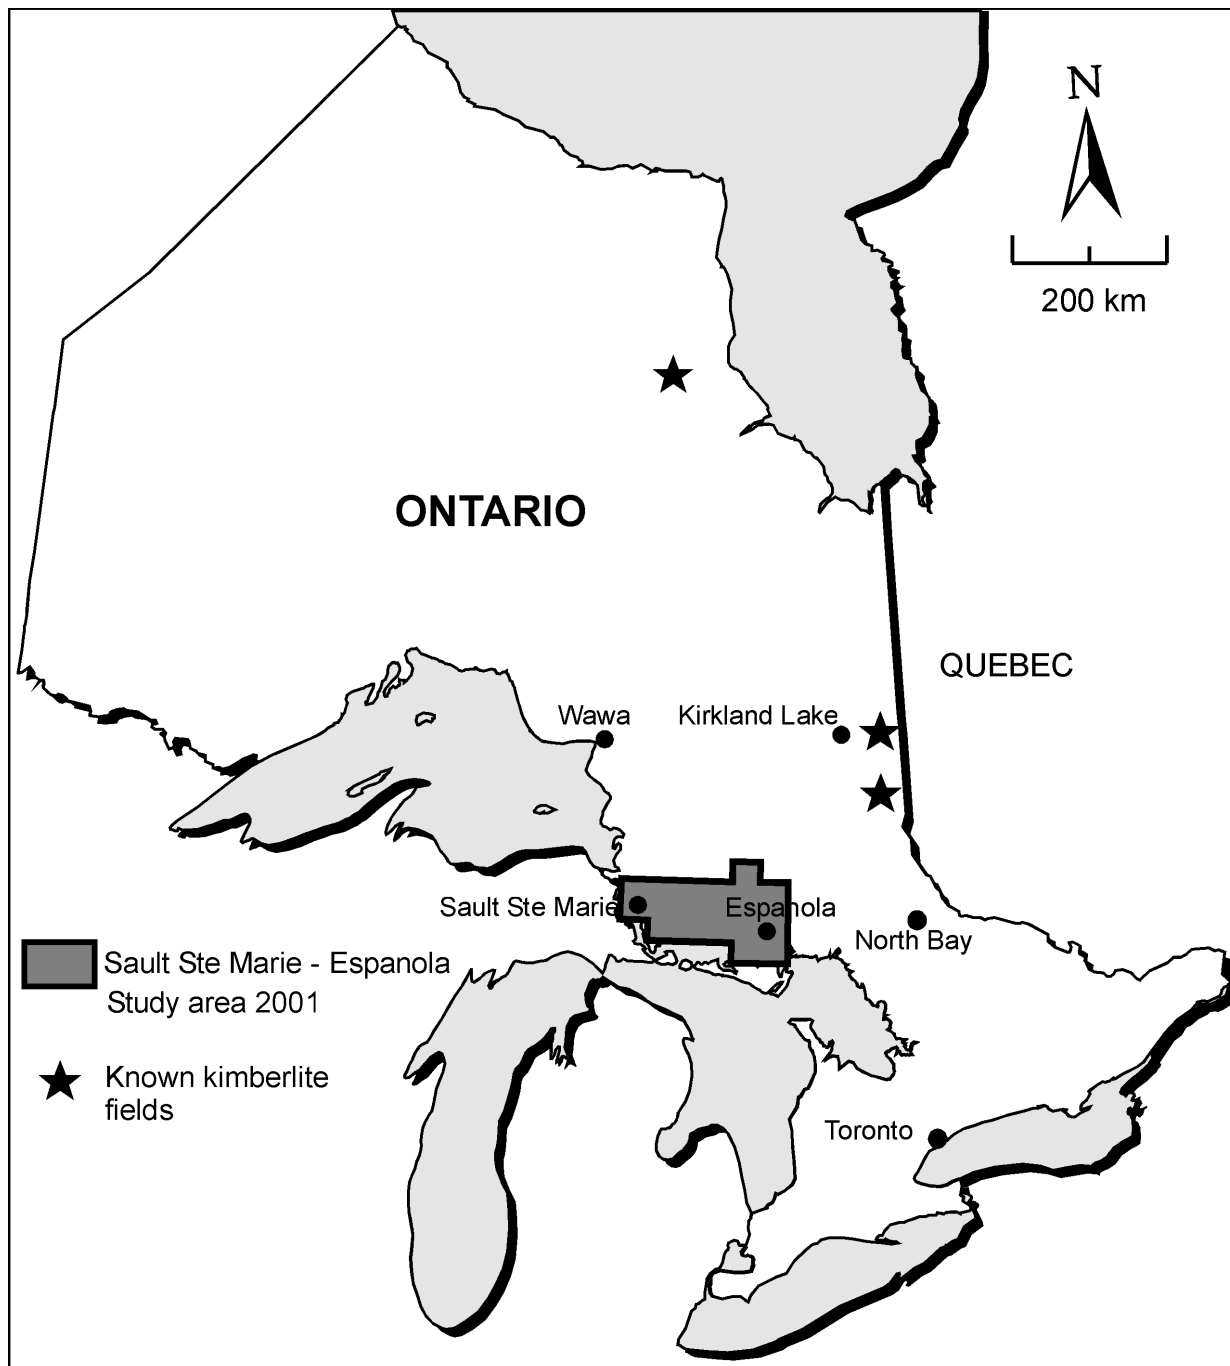 N
200 km
ONTARIO
QUEBEC
Wawa
Kirkland Lake
Sault Ste Marie
Espanola
North Bay
Sault Ste Marie - Espanola
Study area 2001
Known kimberlite
fields
Toronto